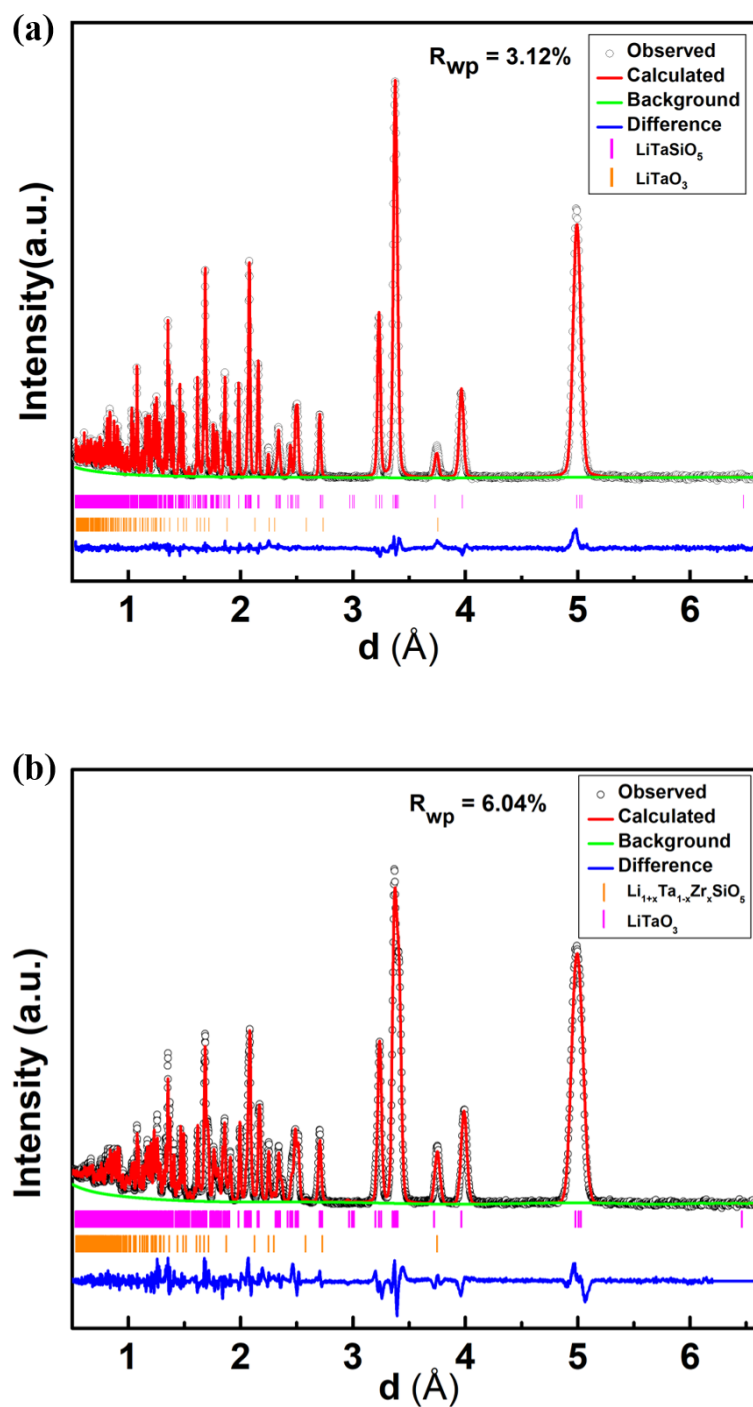 (a)
R_wp = 3.12%
Observed
Calculated
Background
Difference
LiTaSiO₅
LiTaO₃
Intensity(a.u.)
1 2 3 4 5 6
d (Å)
(b)
R_wp = 6.04%
Observed
Calculated
Background
Difference
Li₁₊ₓTa₁₋ₓZrₓSiO₅
LiTaO₃
Intensity (a.u.)
1 2 3 4 5 6
d (Å)